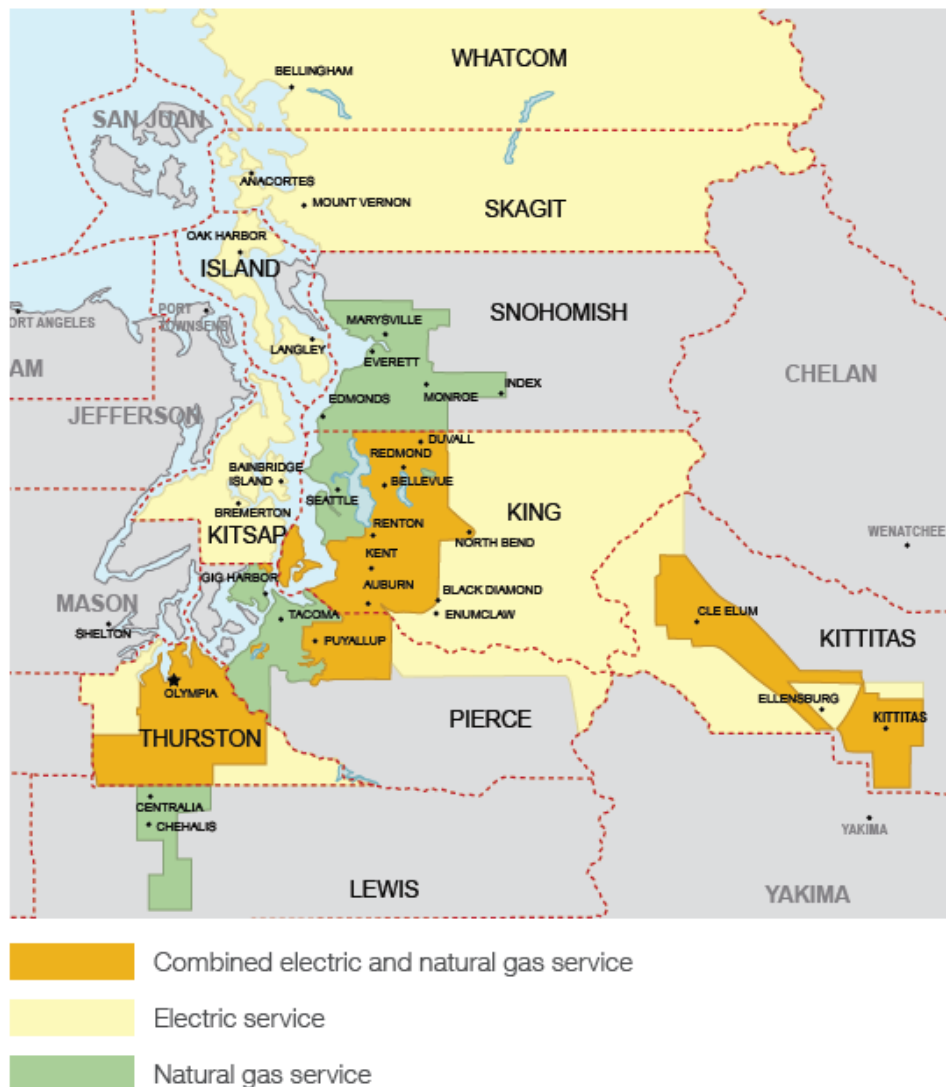 WHATCOM
BELLINGHAM
SAN JUAN
ANACORTES
MOUNT VERNON
SKAGIT
OAK HARBOR
ISLAND
SNOHOMISH
PORT
TOWNSEND
ORT ANGELES
MARYSVILLE
LANGLEY
EVERETT
CHELAN
AM
INDEX
MONROE
EDMONDS
JEFFERSON
DUVALL
REDMOND
BAINBRIDGE
ISLAND
BELLEVUE
SEATTLE
BREMERTON
KING
RENTON
KITSAP
NORTH BEND
WENATCHEE
KENT
GIG HARBOR
AUBURN
BLACK DIAMOND
MASON
ENUMCLAW
CLE ELUM
TACOMA
SHELTON
PUYALLUP
KITTITAS
OLYMPIA
ELLENSBURG
PIERCE
KITTITAS
THURSTON
CENTRALIA
CHEHALIS
YAKIMA
LEWIS
YAKIMA
Combined electric and natural gas service
Electric service
Natural gas service